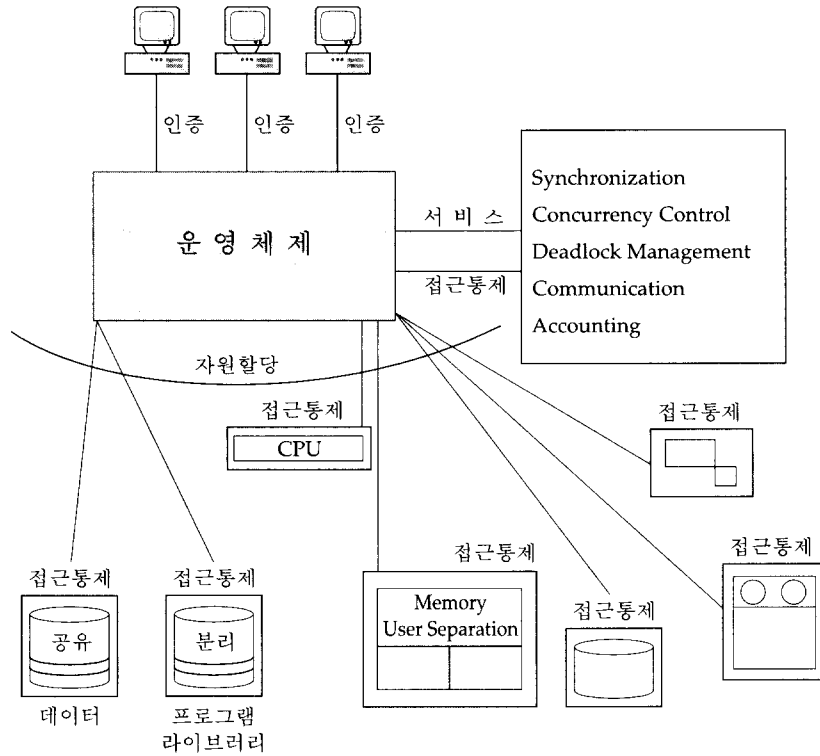 인증 인증 인증
운영체제
서비스
접근통제
Synchronization
Concurrency Control
Deadlock Management
Communication
Accounting
자원할당
접근통제
CPU
접근통제
접근통제
공유
데이터
접근통제
분리
프로그램
라이브러리
접근통제
Memory
User Separation
접근통제
접근통제